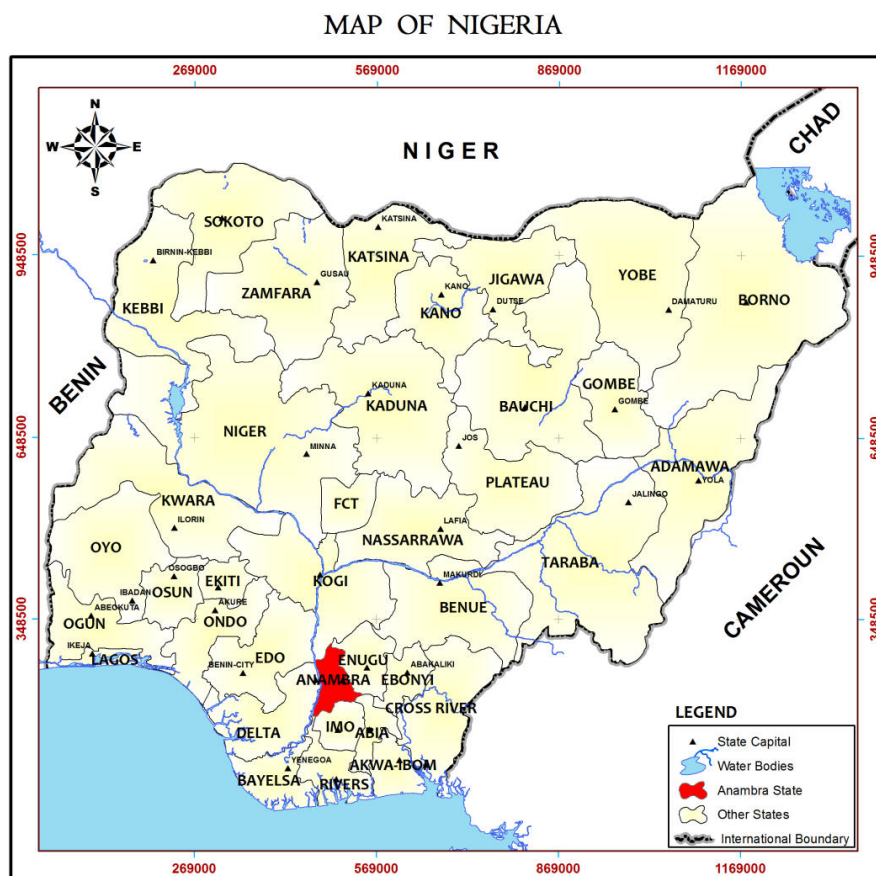 MAP OF NIGERIA
269000 569000 869000 1169000
N
W E
S
NIGER
CHAD
BENIN
CAMEROUN
948500 948500
648500 648500
348500 348500
SOKOTO
KATSINA
BIRNIN-KEBBI
KATSINA
GUSAU
ZAMFARA
KEBBI
JIGAWA
KANO
KANO
DUTSE
YOBE
DAMATURU
BORNO
KADUNA
KADUNA
NIGER
MINNA
BAUCHI
GOMBE
GOMBE
JOS
PLATEAU
ADAMAWA
YOLA
JALINGO
FCT
LAFIA
NASSARRAWA
KWARA
ILORIN
OYO
OSOGBO
IBADAN
OSUN
EKITI
AKURE
ONDO
ABEOKUTA
OGUN
IKEJA
LAGOS
KOGI
MAKURDI
BENUE
TARABA
BENIN-CITY
EDO
ENUGU
ABAKALIKI
ANAMBRA
EBONYI
CROSS RIVER
DELTA
IMO
ABIA
YENEGOA
BAYELSA
RIVERS
AKWA-IBOM
LEGEND
State Capital
Water Bodies
Anambra State
Other States
International Boundary
269000 569000 869000 1169000